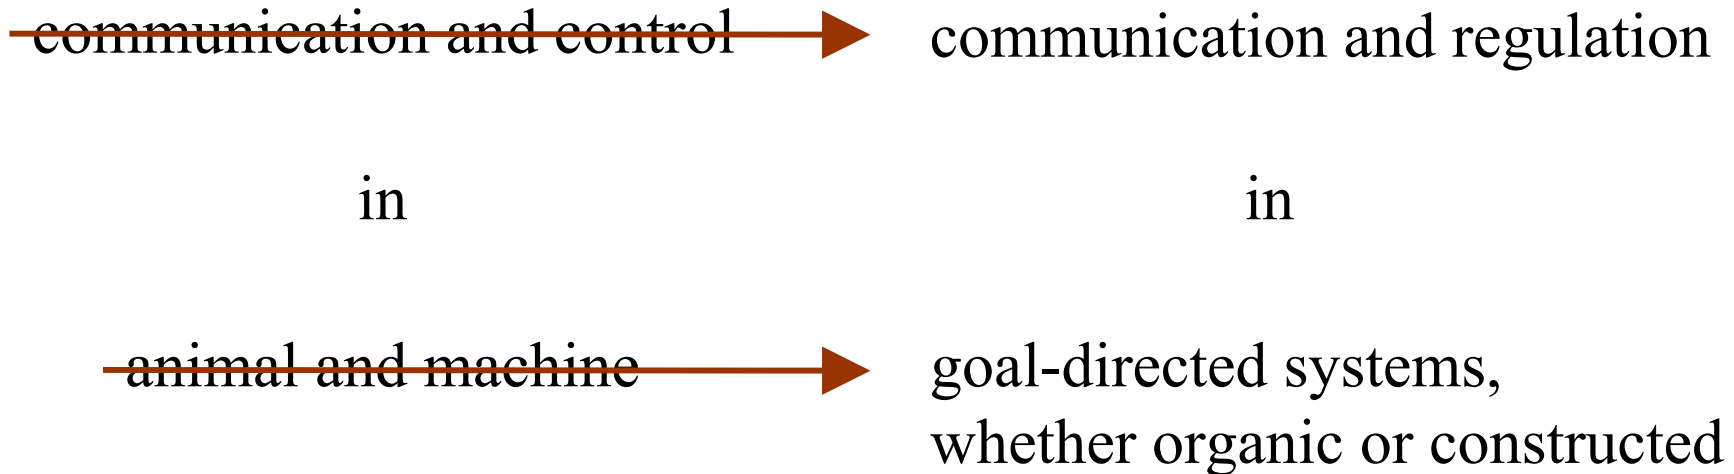 communication and control communication and regulation
in in
animal and machine goal-directed systems,
whether organic or constructed